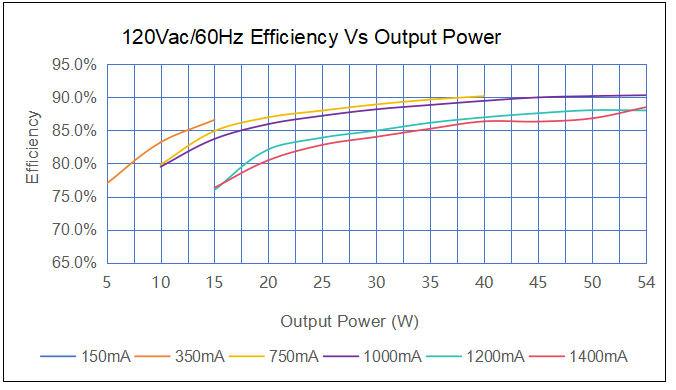 120Vac/60Hz Efficiency Vs Output Power
95.0%
90.0%
85.0%
80.0%
75.0%
70.0%
65.0%
Efficiency
5 10 15 20 25 30 35 40 45 50 54
Output Power (W)
150mA 350mA 750mA 1000mA 1200mA 1400mA